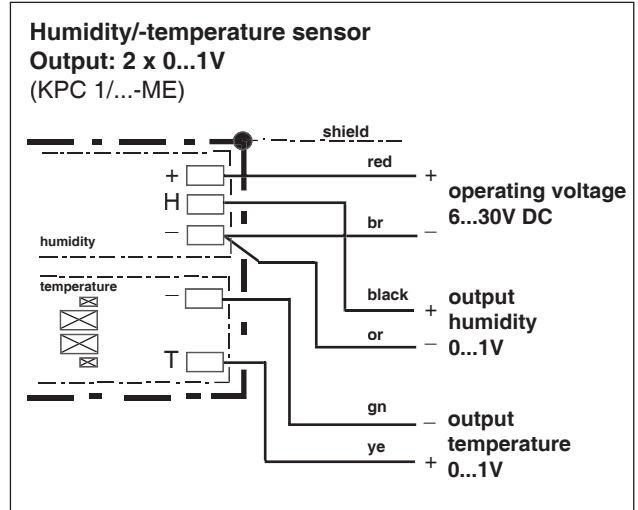 Humidity/-temperature sensor
Output: 2 x 0...1V
(KPC 1/...-ME)
shield
red
+
+
operating voltage
6...30V DC
H
br
−
−
humidity
temperature
−
black
+
output
humidity
0...1V
or
−
T
gn
−
output
temperature
0...1V
ye
+